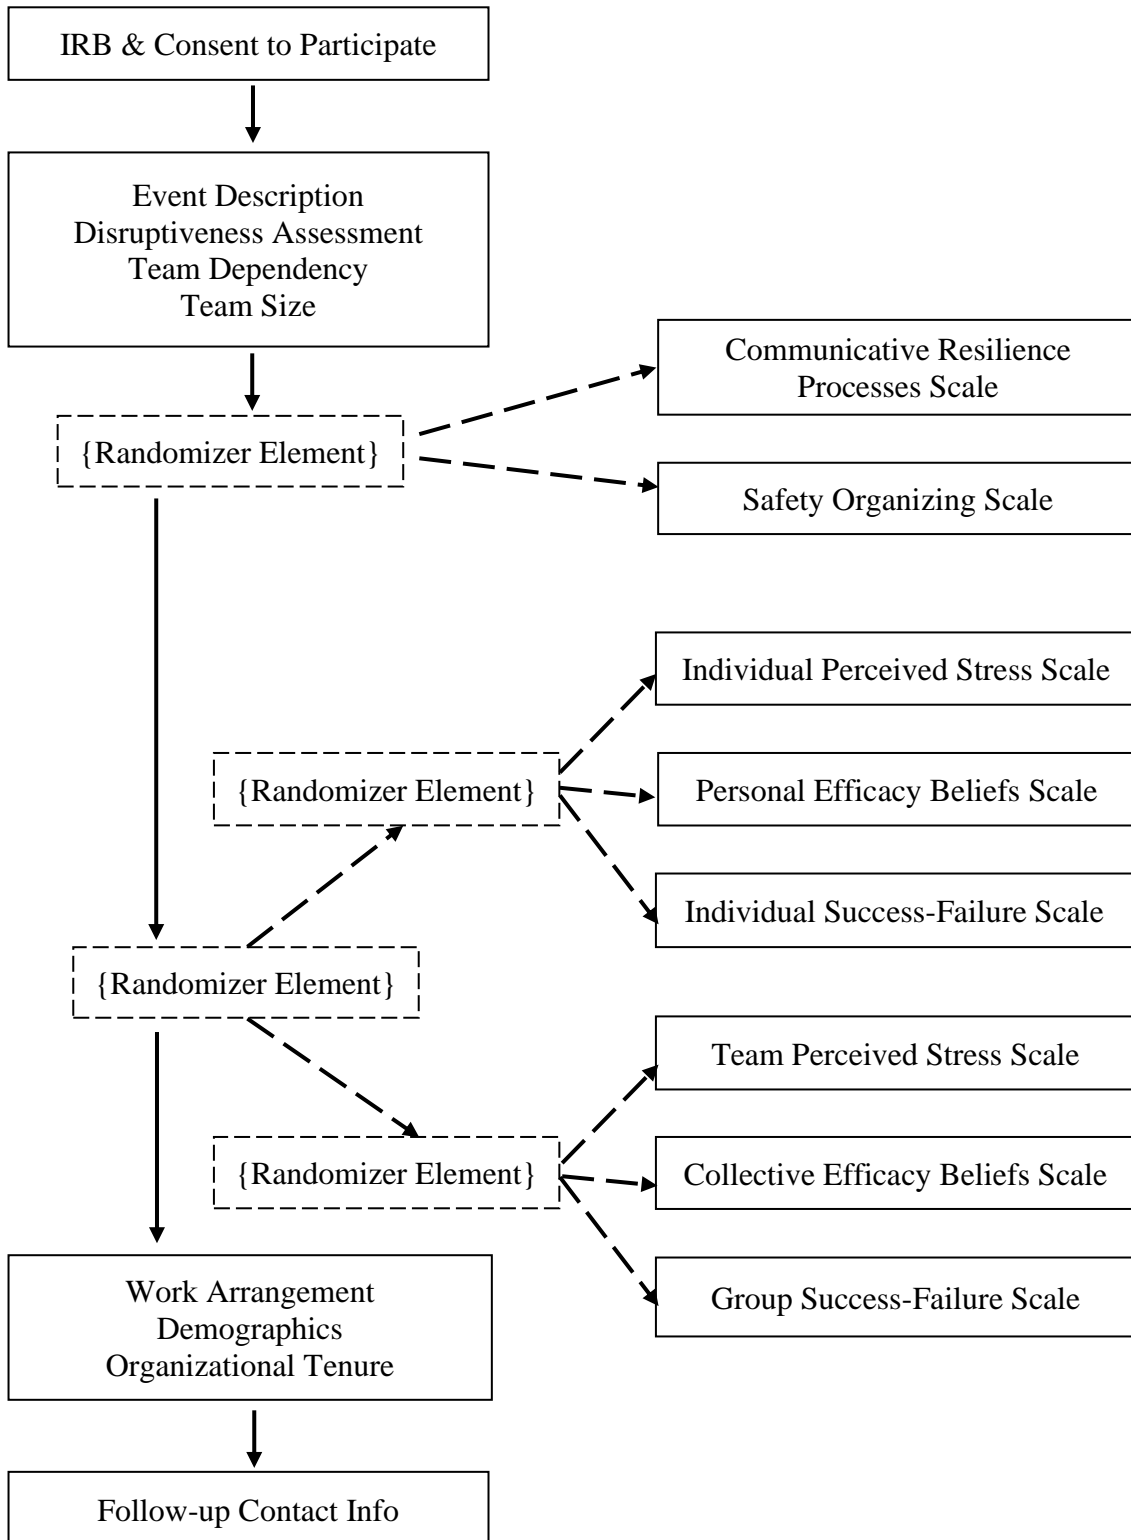 IRB & Consent to Participate
Event Description
Disruptiveness Assessment
Team Dependency
Team Size
Communicative Resilience
Processes Scale
{Randomizer Element}
Safety Organizing Scale
Individual Perceived Stress Scale
{Randomizer Element}
Personal Efficacy Beliefs Scale
Individual Success-Failure Scale
{Randomizer Element}
Team Perceived Stress Scale
{Randomizer Element}
Collective Efficacy Beliefs Scale
Group Success-Failure Scale
Work Arrangement
Demographics
Organizational Tenure
Follow-up Contact Info